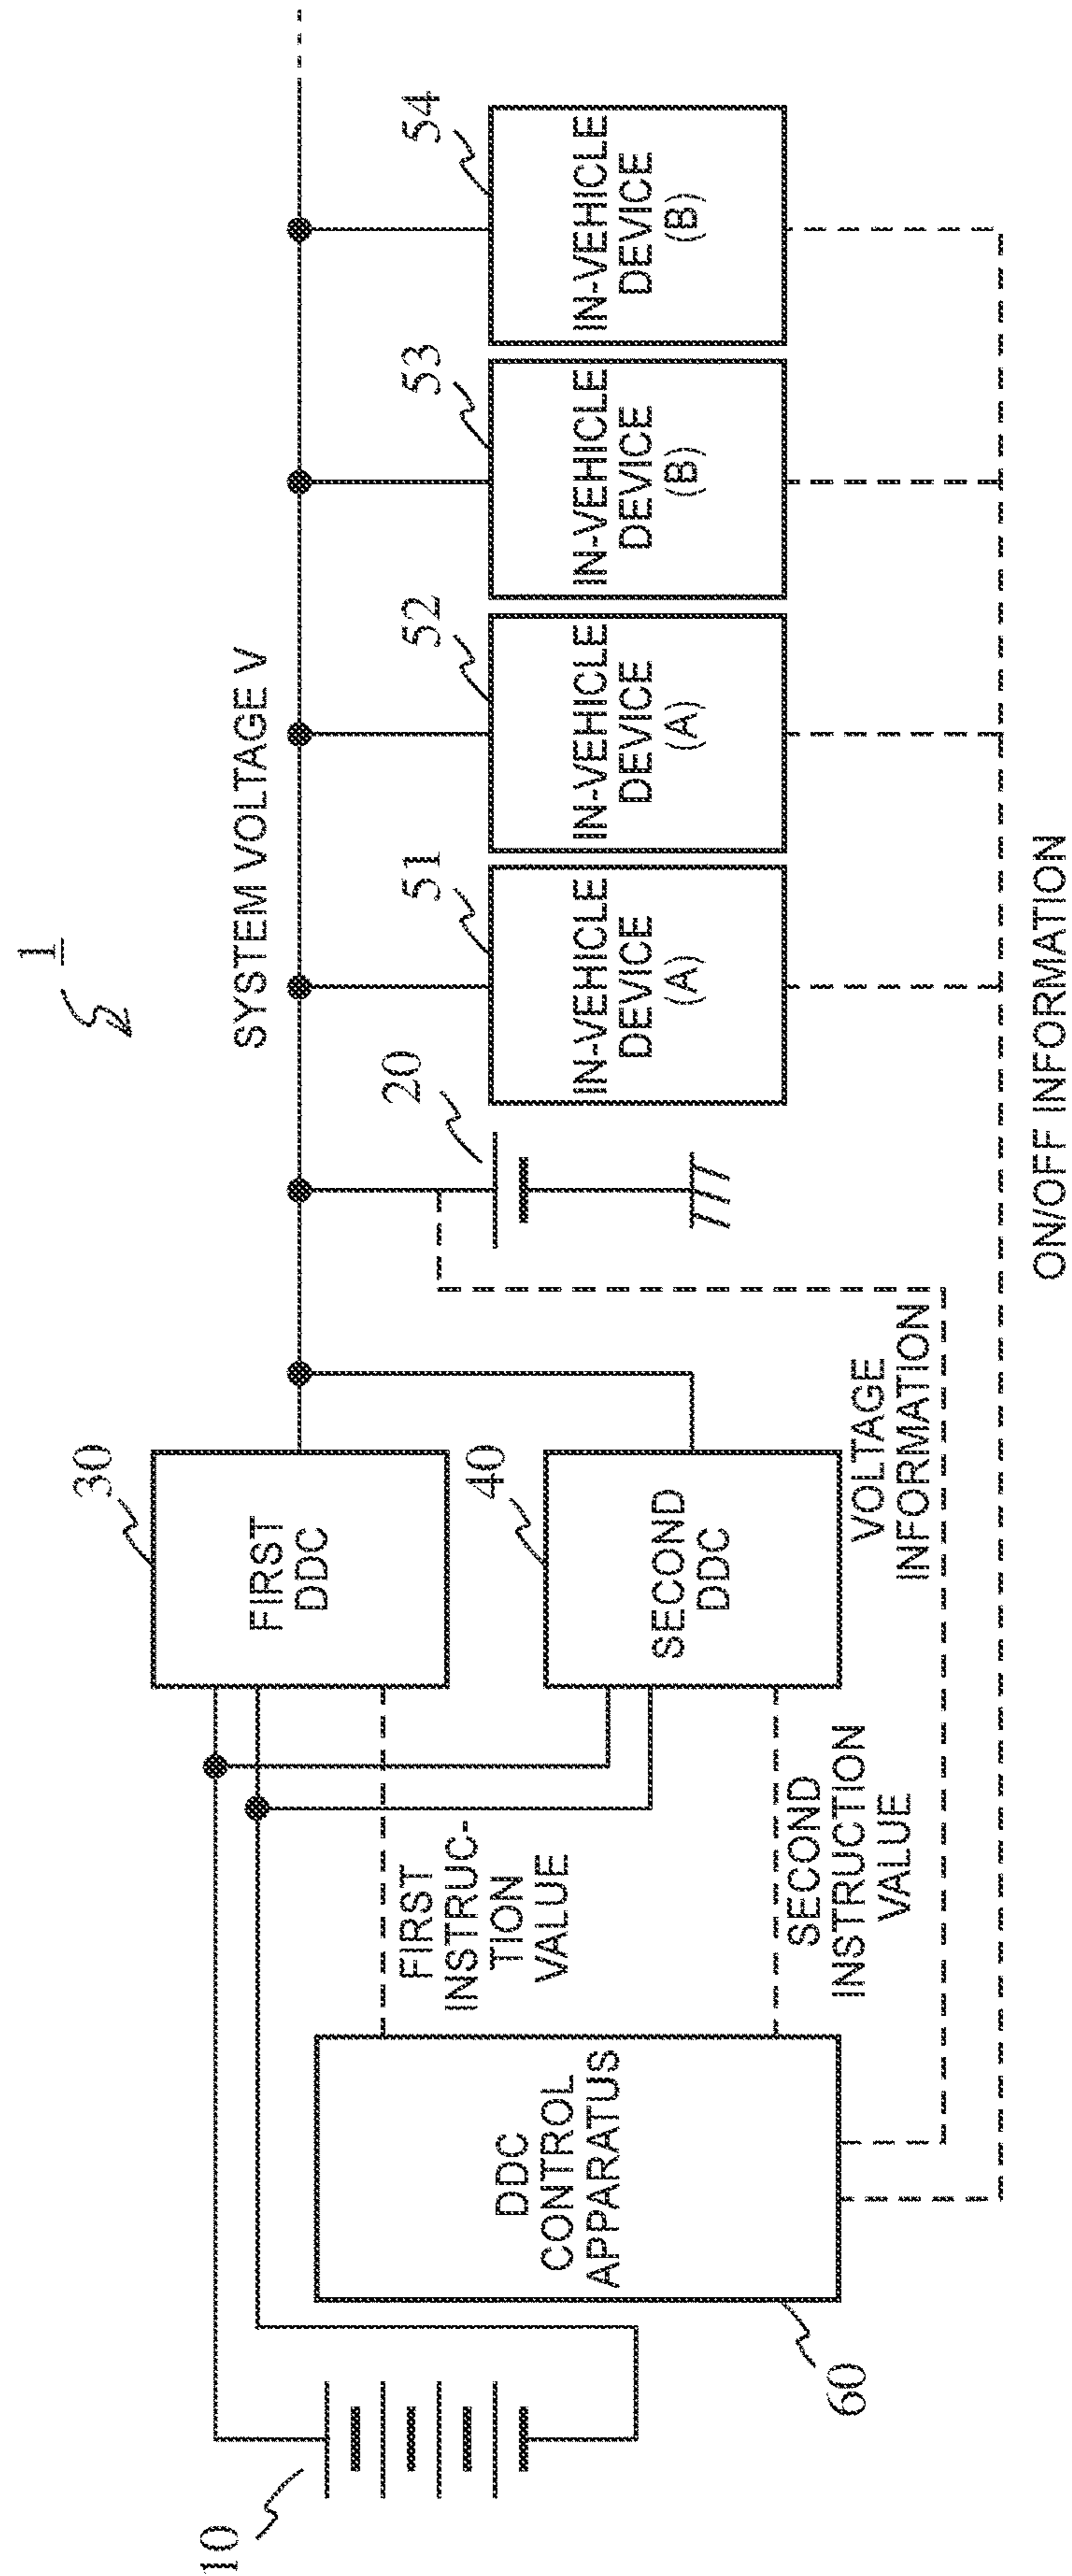 1
SYSTEM VOLTAGE V
10
30
FIRST
DDC
40
SECOND
DDC
20
51
IN-VEHICLE
DEVICE
(A)
52
IN-VEHICLE
DEVICE
(A)
53
IN-VEHICLE
DEVICE
(B)
54
IN-VEHICLE
DEVICE
(B)
FIRST
INSTRUC-
TION
VALUE
SECOND
INSTRUCTION
VALUE
VOLTAGE
INFORMATION
DDC
CONTROL
APPARATUS
60
ON/OFF INFORMATION